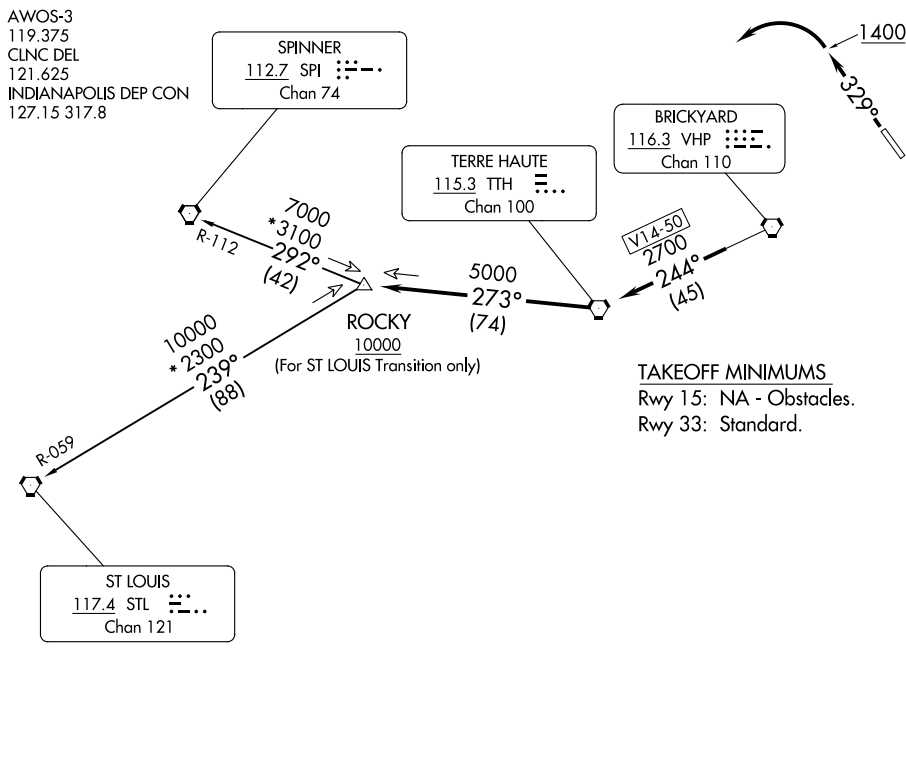 AWOS-3
119.375
CLNC DEL
121.625
INDIANAPOLIS DEP CON
127.15 317.8
SPINNER
112.7 SPI
Chan 74
1400
329°
BRICKYARD
116.3 VHP
Chan 110
TERRE HAUTE
115.3 TTH
Chan 100
R-112
7000
*3100
292°
(42)
V14-50
2700
244°
(45)
5000
273°
(74)
ROCKY
10000
(For ST LOUIS Transition only)
10000
*2300
239°
(88)
R-059
TAKEOFF MINIMUMS
Rwy 15: NA - Obstacles.
Rwy 33: Standard.
ST LOUIS
117.4 STL
Chan 121